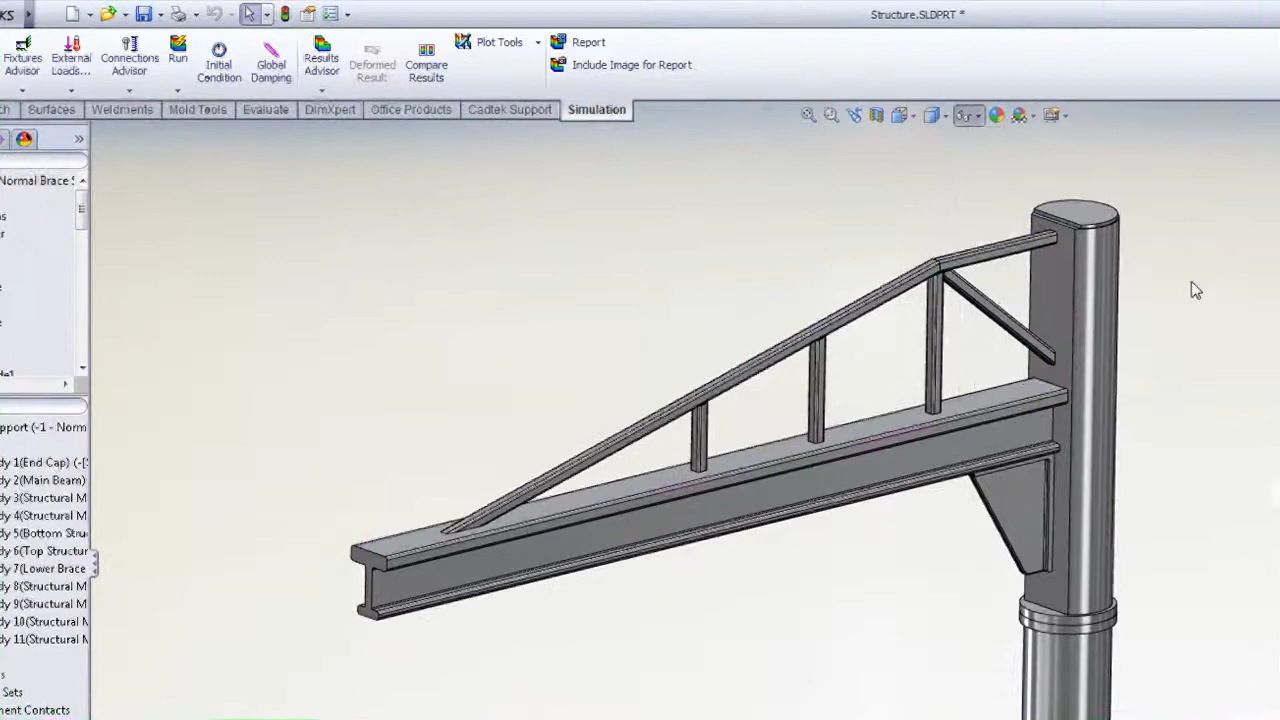 KS
Structure.SLDPRT *
Fixtures Advisor
External Loads...
Connections Advisor
Run
Initial Condition
Global Damping
Results Advisor
Deformed Result
Compare Results
Plot Tools
Report
Include Image for Report
ch
Surfaces
Weldments
Mold Tools
Evaluate
DimXpert
Office Products
Cadtek Support
Simulation
Normal Brace S
ns
r
e
e
pport (-1 - Norm
dy 1(End Cap) (-[
dy 2(Main Beam)
dy 3(Structural M
dy 4(Structural M
dy 5(Bottom Stru
dy 6(Top Structur
dy 7(Lower Brace
dy 8(Structural M
dy 9(Structural M
dy 10(Structural M
dy 11(Structural M
s
Sets
nent Contacts